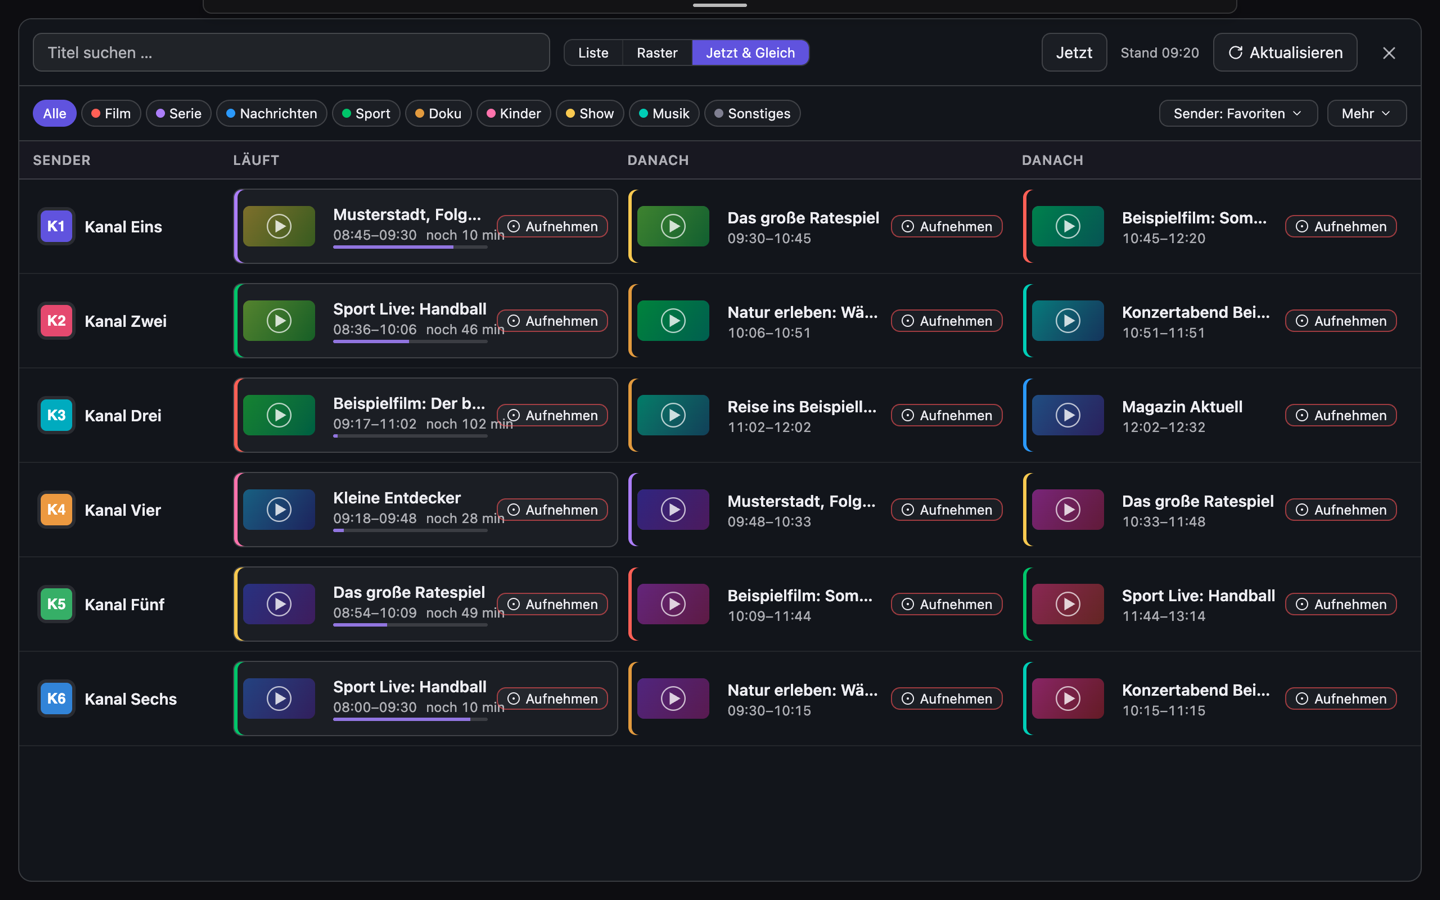 Titel suchen ...
Liste Raster Jetzt & Gleich
Jetzt Stand 09:20 Aktualisieren
Alle Film Serie Nachrichten Sport Doku Kinder Show Musik Sonstiges
Sender: Favoriten Mehr
SENDER LÄUFT DANACH DANACH
K1 Kanal Eins
Musterstadt, Folg...
08:45–09:30 noch 10 min
Aufnehmen
Das große Ratespiel
09:30–10:45
Aufnehmen
Beispielfilm: Som...
10:45–12:20
Aufnehmen
K2 Kanal Zwei
Sport Live: Handball
08:36–10:06 noch 46 min
Aufnehmen
Natur erleben: Wä...
10:06–10:51
Aufnehmen
Konzertabend Bei...
10:51–11:51
Aufnehmen
K3 Kanal Drei
Beispielfilm: Der b...
09:17–11:02 noch 102 min
Aufnehmen
Reise ins Beispiell...
11:02–12:02
Aufnehmen
Magazin Aktuell
12:02–12:32
Aufnehmen
K4 Kanal Vier
Kleine Entdecker
09:18–09:48 noch 28 min
Aufnehmen
Musterstadt, Folg...
09:48–10:33
Aufnehmen
Das große Ratespiel
10:33–11:48
Aufnehmen
K5 Kanal Fünf
Das große Ratespiel
08:54–10:09 noch 49 min
Aufnehmen
Beispielfilm: Som...
10:09–11:44
Aufnehmen
Sport Live: Handball
11:44–13:14
Aufnehmen
K6 Kanal Sechs
Sport Live: Handball
08:00–09:30 noch 10 min
Aufnehmen
Natur erleben: Wä...
09:30–10:15
Aufnehmen
Konzertabend Bei...
10:15–11:15
Aufnehmen